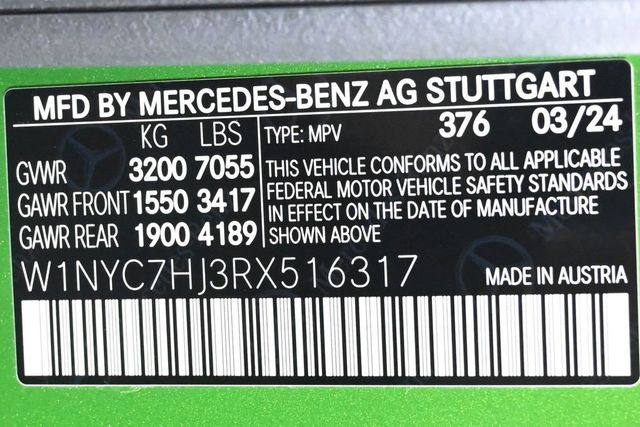 MFD BY MERCEDES-BENZ AG STUTTGART
KG LBS TYPE: MPV 376 03/24
GVWR 3200 7055
GAWR FRONT 1550 3417
GAWR REAR 1900 4189
THIS VEHICLE CONFORMS TO ALL APPLICABLE
FEDERAL MOTOR VEHICLE SAFETY STANDARDS
IN EFFECT ON THE DATE OF MANUFACTURE
SHOWN ABOVE
W1NYC7HJ3RX516317 MADE IN AUSTRIA